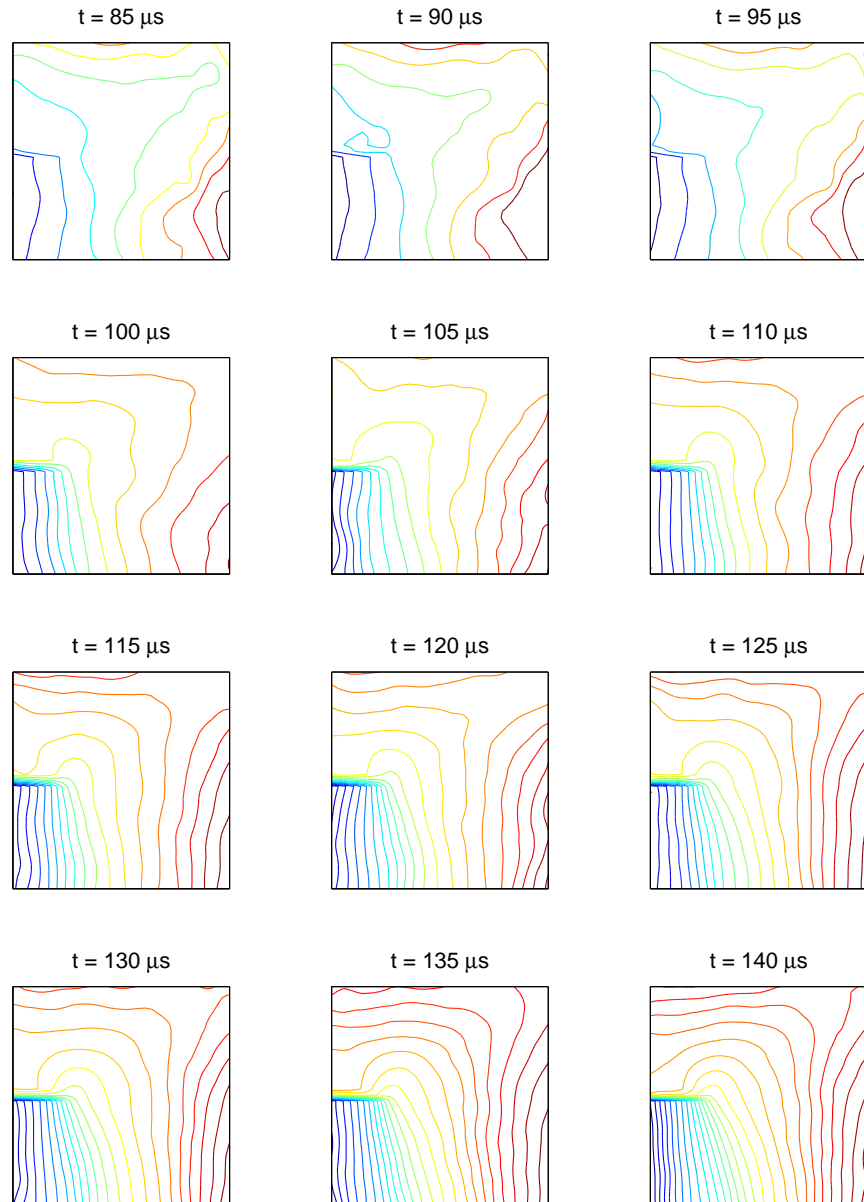 t = 85 μs
t = 90 μs
t = 95 μs
t = 100 μs
t = 105 μs
t = 110 μs
t = 115 μs
t = 120 μs
t = 125 μs
t = 130 μs
t = 135 μs
t = 140 μs